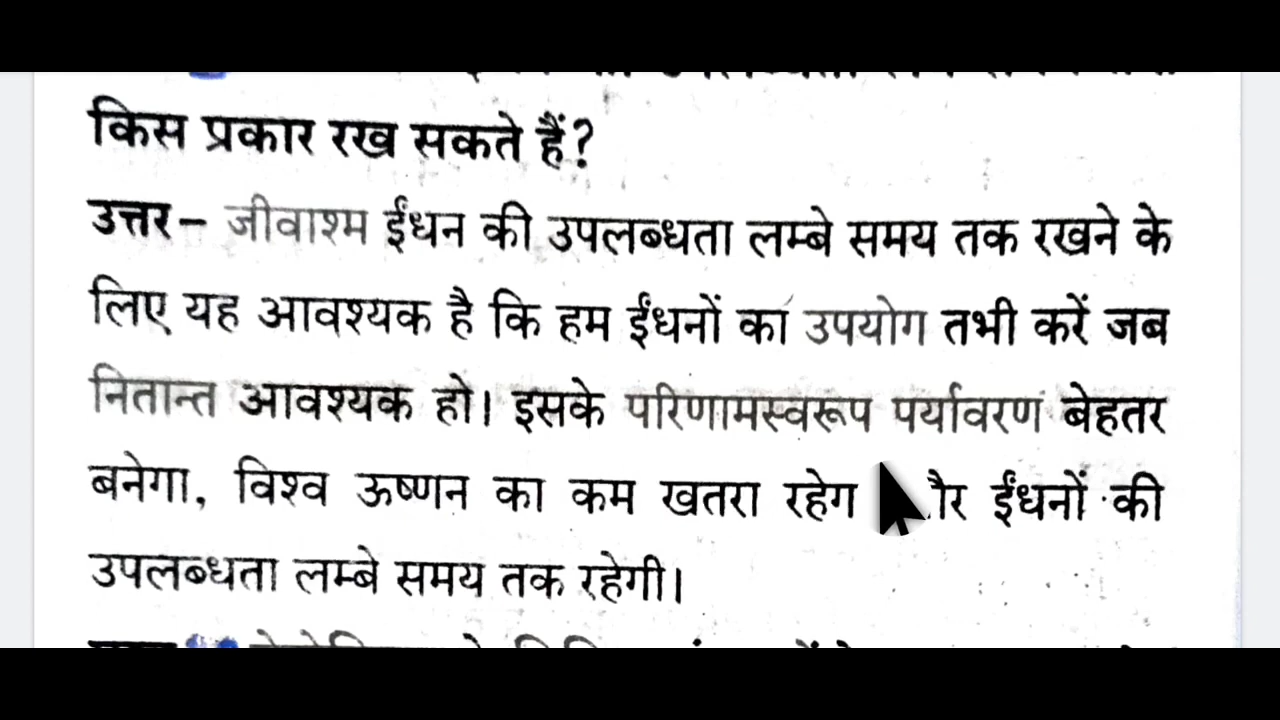 किस प्रकार रख सकते हैं?
उत्तर– जीवाश्म ईंधन की उपलब्धता लम्बे समय तक रखने के
लिए यह आवश्यक है कि हम ईंधनों का उपयोग तभी करें जब
नितान्त आवश्यक हो। इसके परिणामस्वरूप पर्यावरण बेहतर
बनेगा, विश्व ऊष्णन का कम खतरा ईंधनों की
उपलब्धता लम्बे समय तक रहेगी।